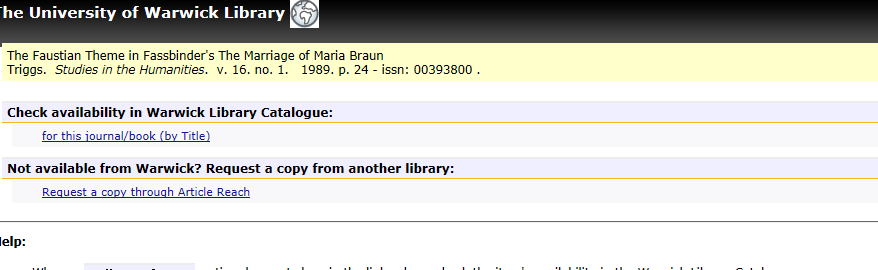 The University of Warwick Library
The Faustian Theme in Fassbinder's The Marriage of Maria Braun
Triggs. Studies in the Humanities. v. 16. no. 1. 1989. p. 24 - issn: 00393800 .
Check availability in Warwick Library Catalogue:
for this journal/book (by Title)
Not available from Warwick? Request a copy from another library:
Request a copy through Article Reach
Help: